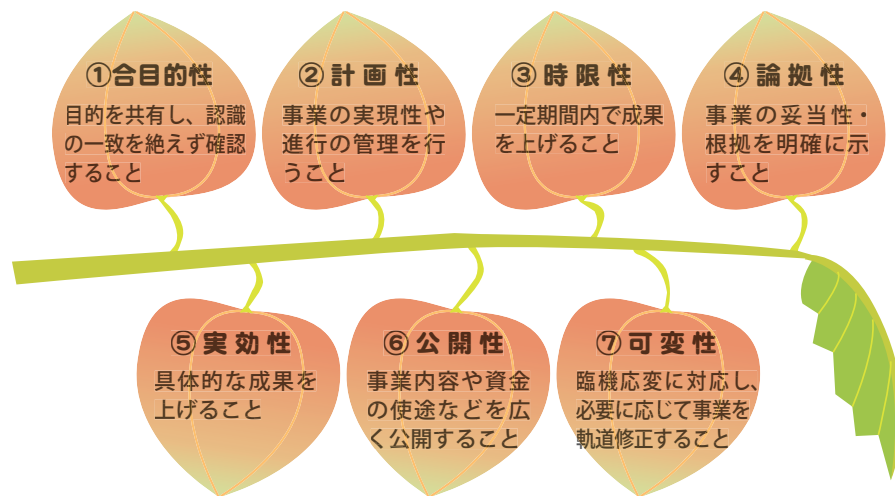 ①合目的性
目的を共有し、認識
の一致を絶えず確認
すること
②計画性
事業の実現性や
進行の管理を行
うこと
③時限性
一定期間内で成果
を上げること
④論拠性
事業の妥当性・
根拠を明確に示
すこと
⑤実効性
具体的な成果を
上げること
⑥公開性
事業内容や資金
の使途などを広
く公開すること
⑦可変性
臨機応変に対応し、
必要に応じて事業を
軌道修正すること